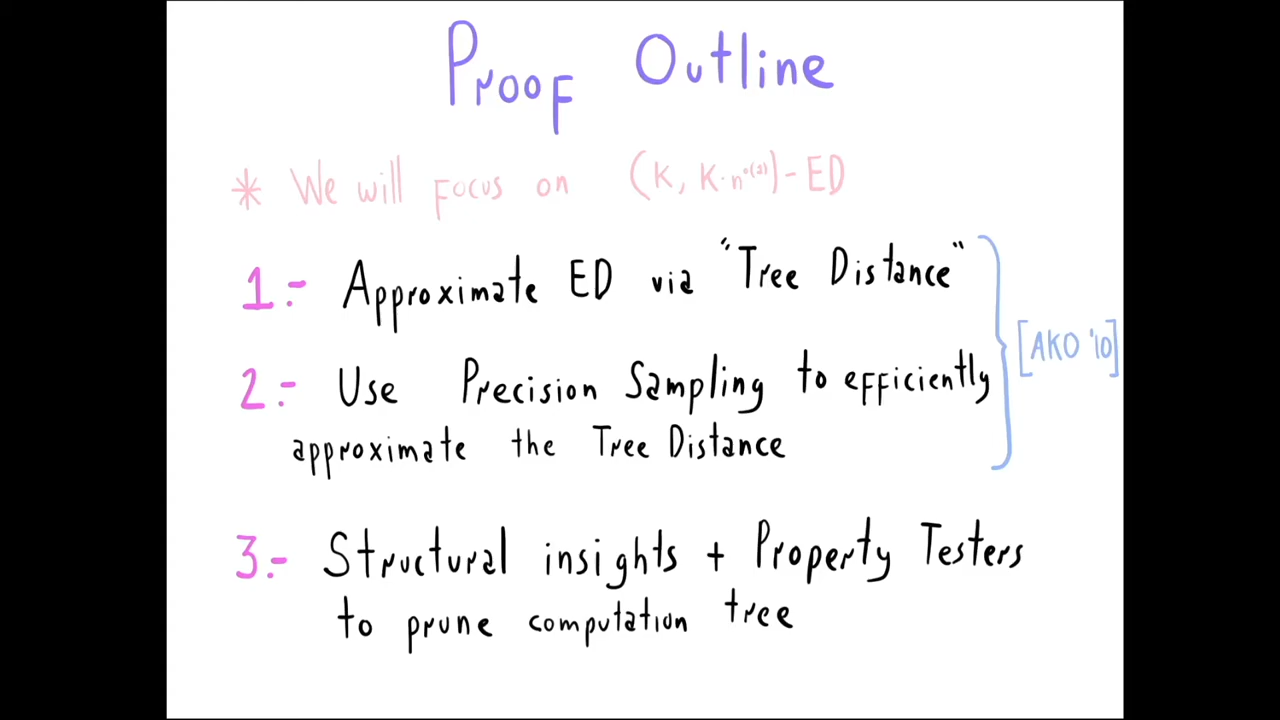 Proof Outline
* We will focus on (K, K·n^o(1))-ED
1.- Approximate ED via "Tree Distance"
[AKO '10]
2.- Use Precision Sampling to efficiently
approximate the Tree Distance
3.- Structural insights + Property Testers
to prune computation tree